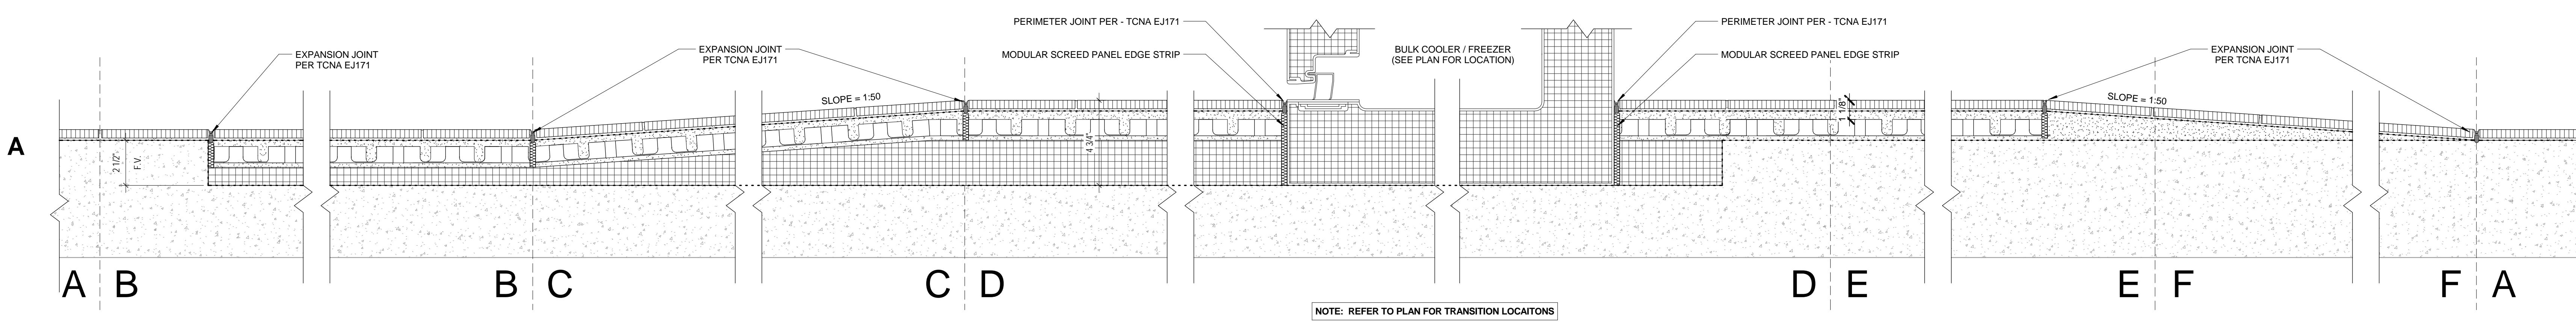 EXPANSION JOINT
PER TCNA EJ171
EXPANSION JOINT
PER TCNA EJ171
SLOPE = 1:50
PERIMETER JOINT PER - TCNA EJ171
MODULAR SCREED PANEL EDGE STRIP
BULK COOLER / FREEZER
(SEE PLAN FOR LOCATION)
PERIMETER JOINT PER - TCNA EJ171
MODULAR SCREED PANEL EDGE STRIP
EXPANSION JOINT
PER TCNA EJ171
SLOPE = 1:50
A
2 1/2"
F.V.
4 3/4"
1 1/8"
A B
B C
C D
D E
E F
F A
NOTE: REFER TO PLAN FOR TRANSITION LOCAITONS